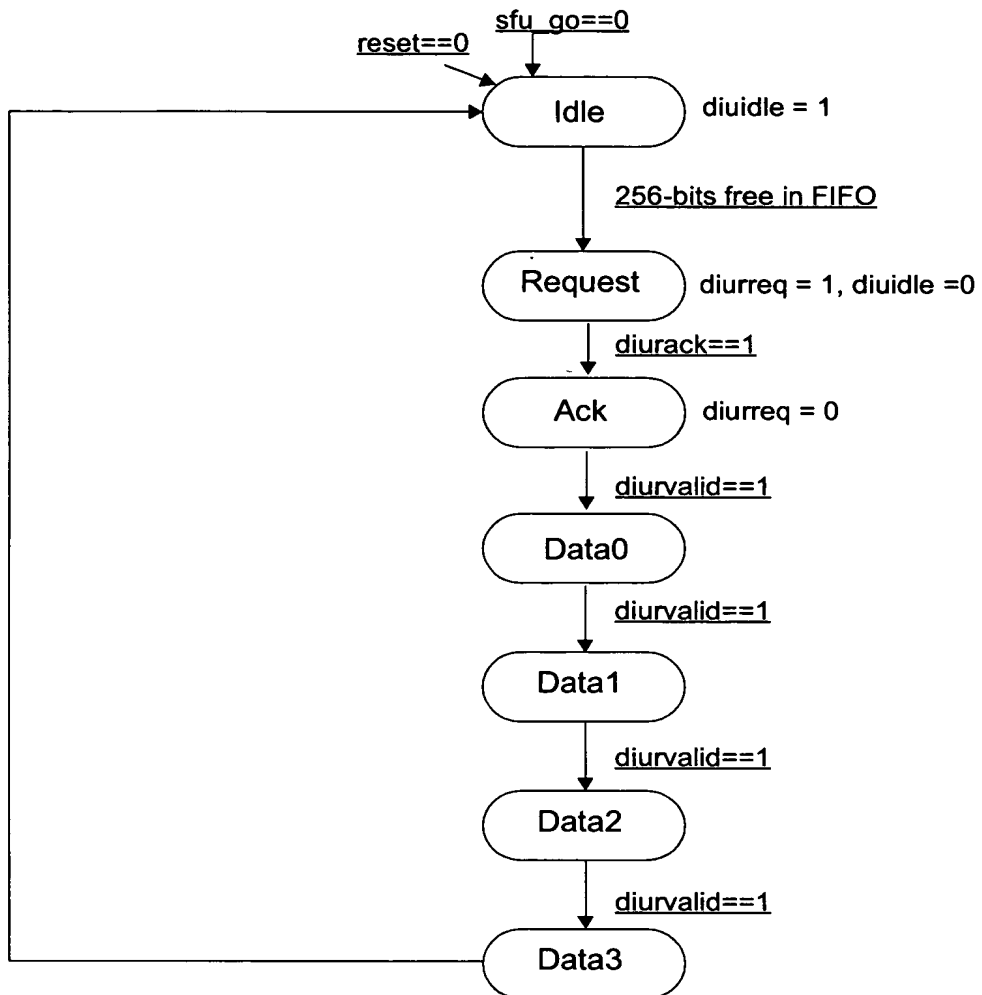 sfu_go==0
reset==0
Idle
diuidle = 1
256-bits free in FIFO
Request
diurreq = 1, diuidle =0
diurack==1
Ack
diurreq = 0
diurvalid==1
Data0
diurvalid==1
Data1
diurvalid==1
Data2
diurvalid==1
Data3